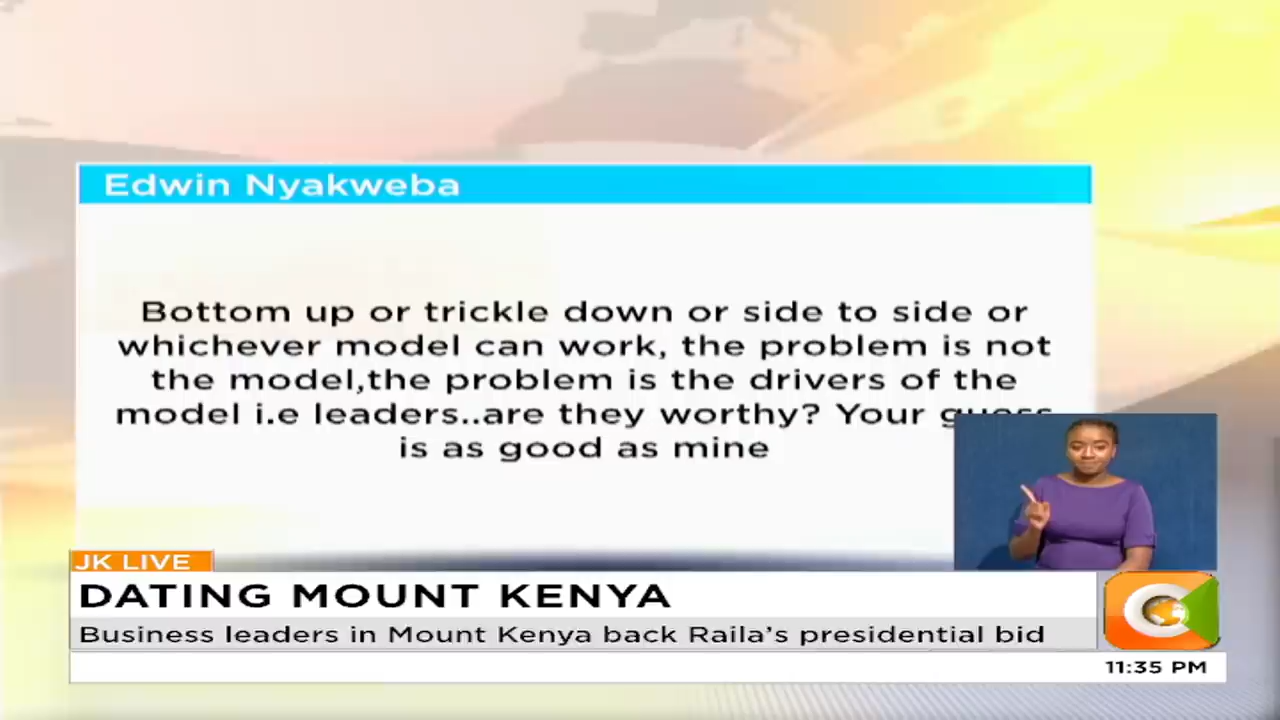 Edwin Nyakweba
Bottom up or trickle down or side to side or
whichever model can work, the problem is not
the model,the problem is the drivers of the
model i.e leaders..are they worthy? Your guess
is as good as mine
JK LIVE
DATING MOUNT KENYA
Business leaders in Mount Kenya back Raila's presidential bid
11:35 PM